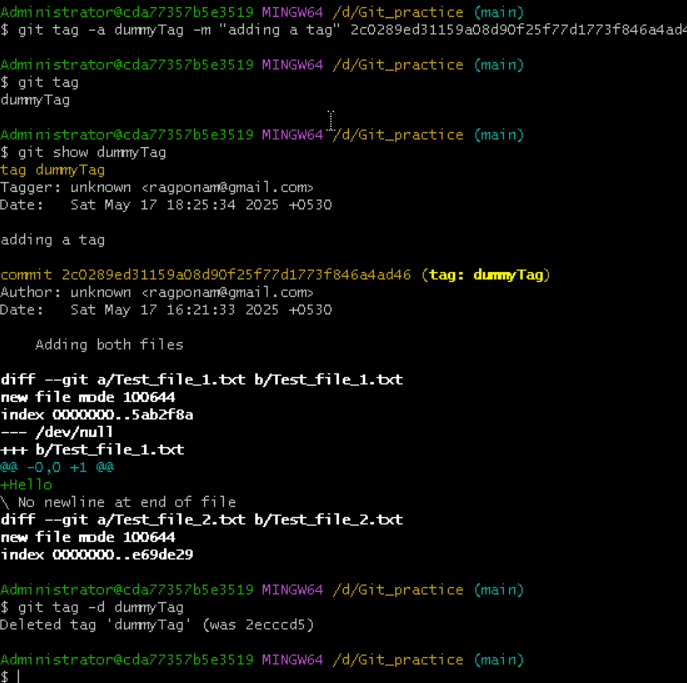 Administrator@cda77357b5e3519 MINGW64 /d/Git_practice (main)
$ git tag -a dummyTag -m "adding a tag" 2c0289ed31159a08d90f25f77d1773f846a4ad4
Administrator@cda77357b5e3519 MINGW64 /d/Git_practice (main)
$ git tag
dummyTag
Administrator@cda77357b5e3519 MINGW64 /d/Git_practice (main)
$ git show dummyTag
tag dummyTag
Tagger: unknown <ragponam@gmail.com>
Date:   Sat May 17 18:25:34 2025 +0530
adding a tag
commit 2c0289ed31159a08d90f25f77d1773f846a4ad46 (tag: dummyTag)
Author: unknown <ragponam@gmail.com>
Date:   Sat May 17 16:21:33 2025 +0530
    Adding both files
diff --git a/Test_file_1.txt b/Test_file_1.txt
new file mode 100644
index 0000000..5ab2f8a
--- /dev/null
+++ b/Test_file_1.txt
@@ -0,0 +1 @@
+Hello
\ No newline at end of file
diff --git a/Test_file_2.txt b/Test_file_2.txt
new file mode 100644
index 0000000..e69de29
Administrator@cda77357b5e3519 MINGW64 /d/Git_practice (main)
$ git tag -d dummyTag
Deleted tag 'dummyTag' (was 2ecccd5)
Administrator@cda77357b5e3519 MINGW64 /d/Git_practice (main)
$